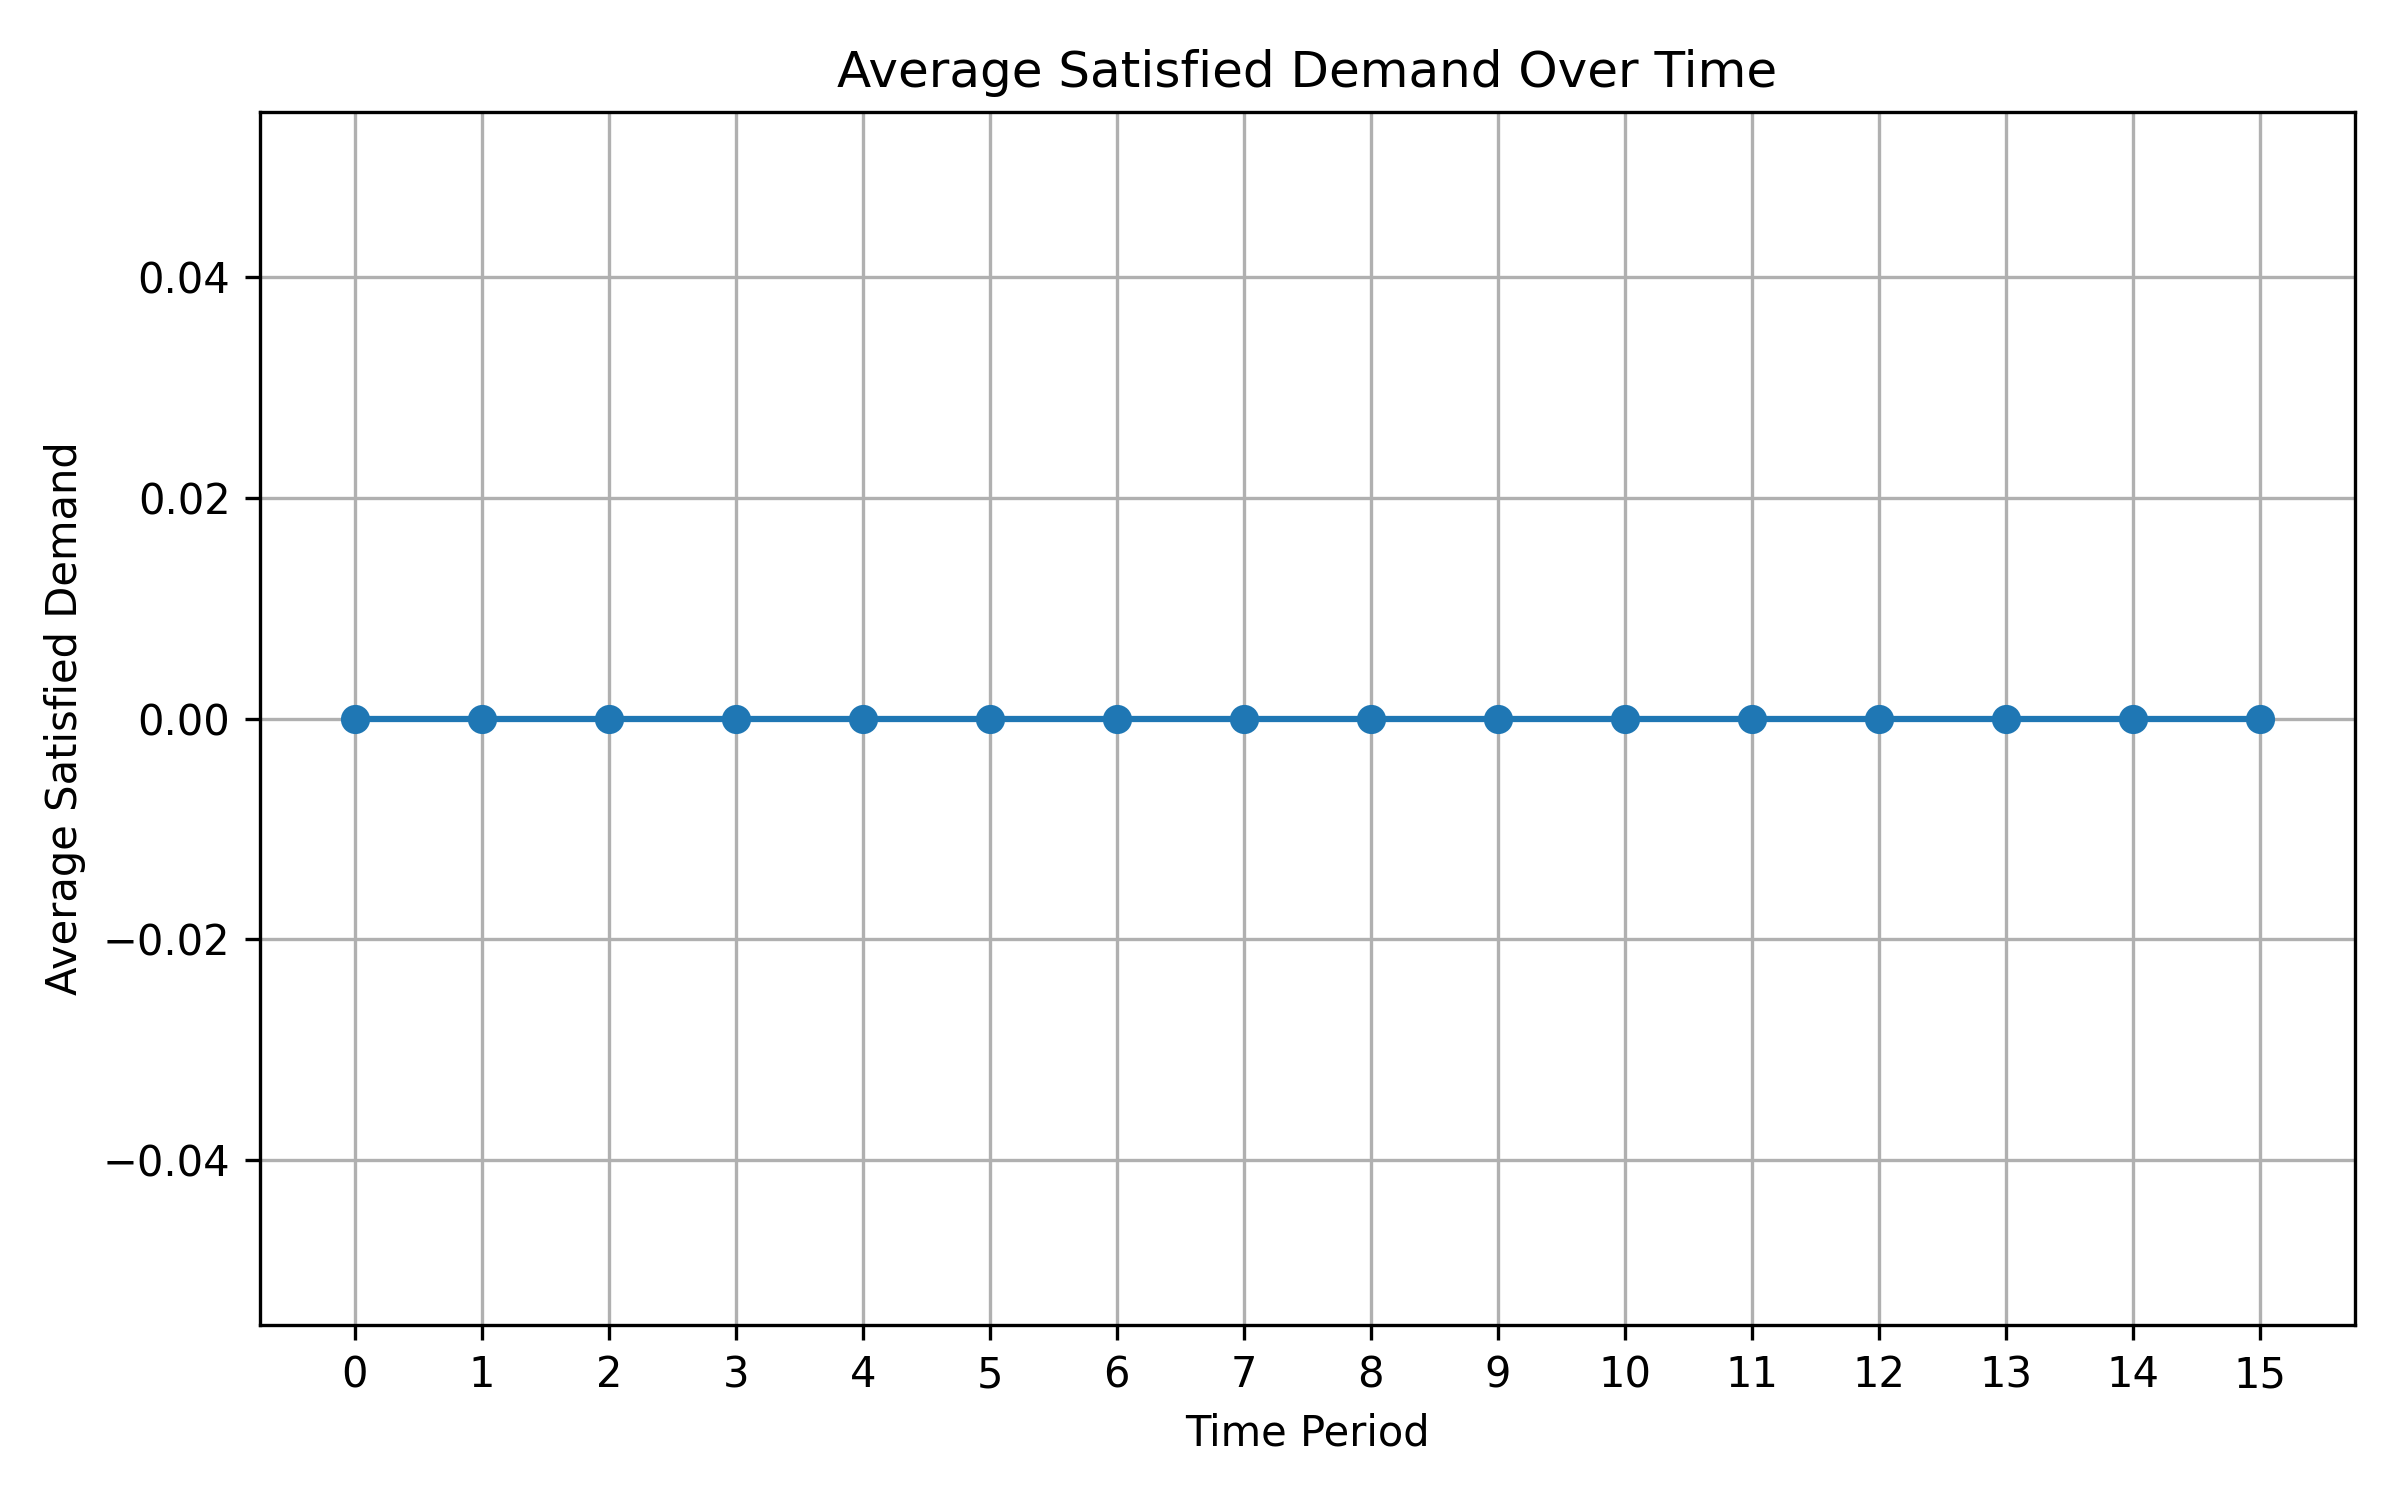 Average Satisfied Demand Over Time
Average Satisfied Demand
0.04
0.02
0.00
−0.02
−0.04
0 1 2 3 4 5 6 7 8 9 10 11 12 13 14 15
Time Period